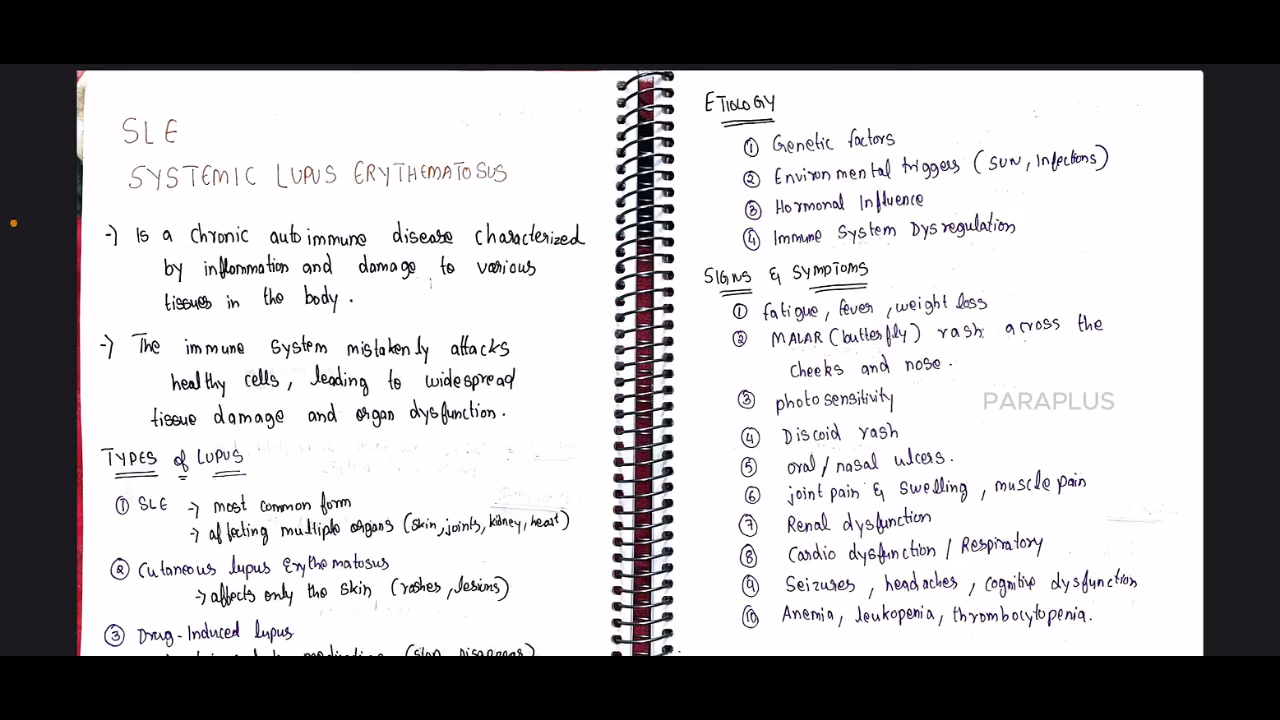 SLE
SYSTEMIC LUPUS ERYTHEMATOSUS
-) Is a chronic autoimmune disease characterized
by inflammation and damage to various
tissues in the body.
-) The immune system mistakenly attacks
healthy cells, leading to widespread
tissue damage and organ dysfunction.
TYPES of LUPUS
① SLE -> most common form
-> affecting multiple organs (skin, joints, kidney, heart)
② Cutaneous lupus Erythematosus
-> affects only the skin (rashes, lesions)
③ Drug-Induced lupus
ETIOLOGY
① Genetic factors
② Environmental triggers (SUN, Infections)
③ Hormonal Influence
④ Immune System Dysregulation
SIGNS & SYMPTOMS
① fatigue, fever, weight loss
② MALAR (butterfly) rash across the
cheeks and nose.
③ photosensitivity
PARAPLUS
④ Discoid rash
⑤ oral/nasal ulcers.
⑥ joint pain & swelling, muscle pain
⑦ Renal dysfunction
⑧ Cardio dysfunction / Respiratory
⑨ Seizures, headaches, cognitive dysfunction
⑩ Anemia, leukopenia, thrombocytopenia.